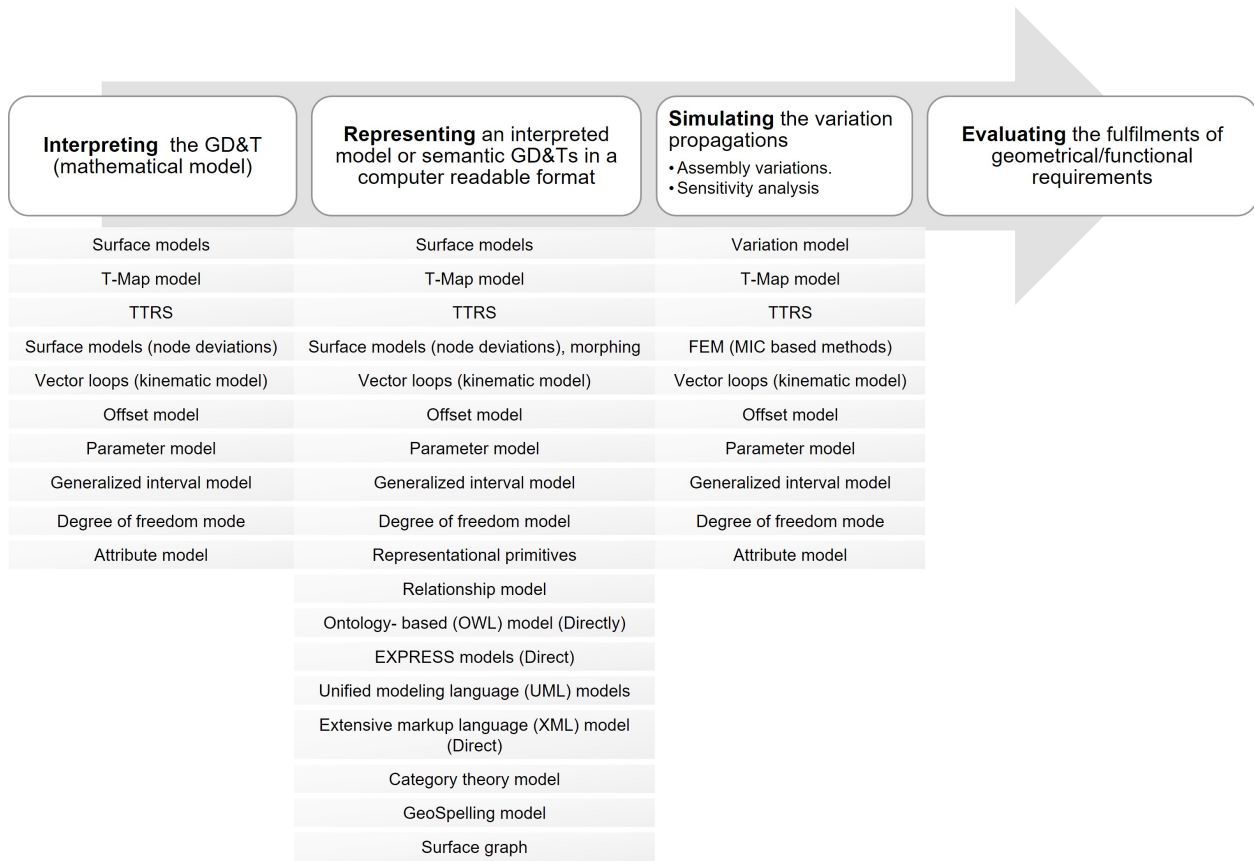 Interpreting the GD&T
(mathematical model)
Representing an interpreted
model or semantic GD&Ts in a
computer readable format
Simulating the variation
propagations
•Assembly variations.
•Sensitivity analysis
Evaluating the fulfilments of
geometrical/functional
requirements
Surface models
T-Map model
TTRS
Surface models (node deviations)
Vector loops (kinematic model)
Offset model
Parameter model
Generalized interval model
Degree of freedom mode
Attribute model
Surface models
T-Map model
TTRS
Surface models (node deviations), morphing
Vector loops (kinematic model)
Offset model
Parameter model
Generalized interval model
Degree of freedom model
Representational primitives
Relationship model
Ontology- based (OWL) model (Directly)
EXPRESS models (Direct)
Unified modeling language (UML) models
Extensive markup language (XML) model
(Direct)
Category theory model
GeoSpelling model
Surface graph
Variation model
T-Map model
TTRS
FEM (MIC based methods)
Vector loops (kinematic model)
Offset model
Parameter model
Generalized interval model
Degree of freedom mode
Attribute model